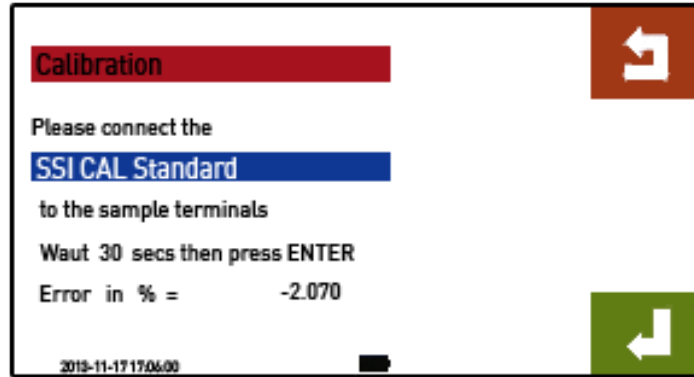 Calibration
Please connect the
SSI CAL Standard
to the sample terminals
Waut 30 secs then press ENTER
Error in % = -2.070
2013-11-17 17:06:00